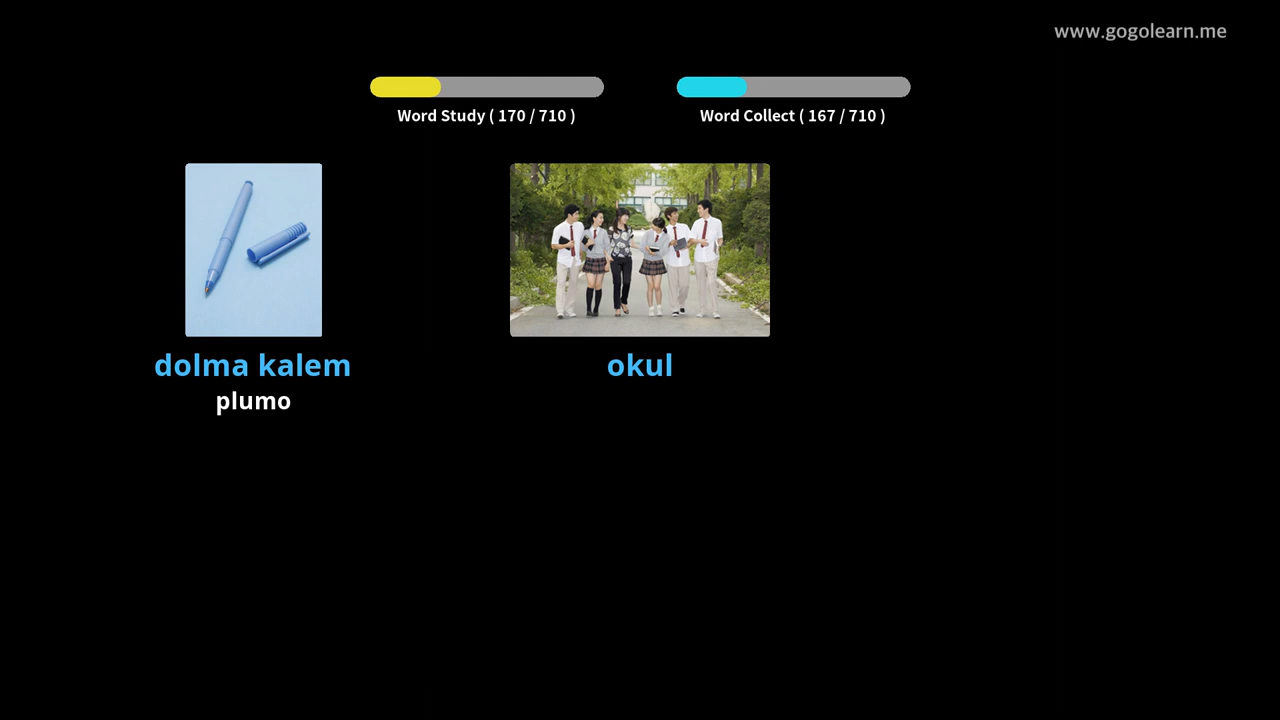 www.gogolearn.me
Word Study ( 170 / 710 )
Word Collect ( 167 / 710 )
dolma kalem
plumo
okul